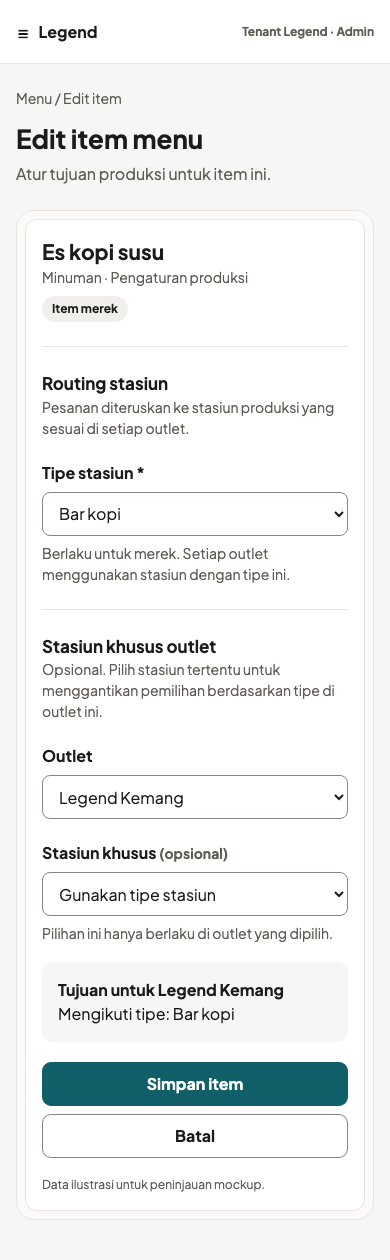 ≡ Legend
Tenant Legend · Admin
Menu / Edit item
Edit item menu
Atur tujuan produksi untuk item ini.
Es kopi susu
Minuman · Pengaturan produksi
Item merek
Routing stasiun
Pesanan diteruskan ke stasiun produksi yang
sesuai di setiap outlet.
Tipe stasiun *
Bar kopi
Berlaku untuk merek. Setiap outlet
menggunakan stasiun dengan tipe ini.
Stasiun khusus outlet
Opsional. Pilih stasiun tertentu untuk
menggantikan pemilihan berdasarkan tipe di
outlet ini.
Outlet
Legend Kemang
Stasiun khusus (opsional)
Gunakan tipe stasiun
Pilihan ini hanya berlaku di outlet yang dipilih.
Tujuan untuk Legend Kemang
Mengikuti tipe: Bar kopi
Simpan item
Batal
Data ilustrasi untuk peninjauan mockup.